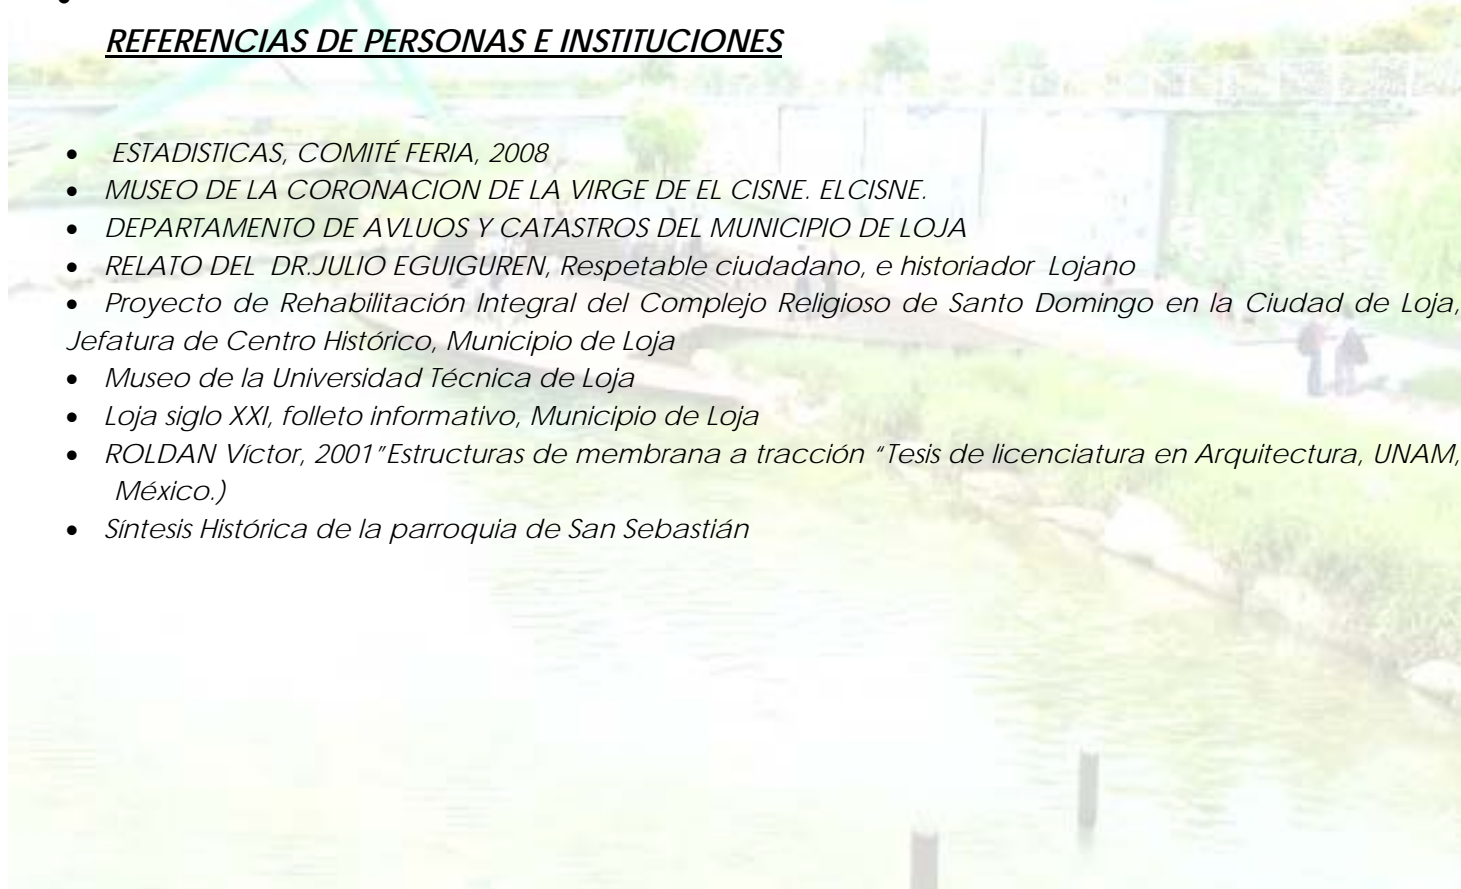 •
REFERENCIAS DE PERSONAS E INSTITUCIONES
• ESTADISTICAS, COMITÉ FERIA, 2008
• MUSEO DE LA CORONACION DE LA VIRGE DE EL CISNE. ELCISNE.
• DEPARTAMENTO DE AVLUOS Y CATASTROS DEL MUNICIPIO DE LOJA
• RELATO DEL DR.JULIO EGUIGUREN, Respetable ciudadano, e historiador Lojano
• Proyecto de Rehabilitación Integral del Complejo Religioso de Santo Domingo en la Ciudad de Loja,
Jefatura de Centro Histórico, Municipio de Loja
• Museo de la Universidad Técnica de Loja
• Loja siglo XXI, folleto informativo, Municipio de Loja
• ROLDAN Víctor, 2001”Estructuras de membrana a tracción “Tesis de licenciatura en Arquitectura, UNAM,
México.)
• Síntesis Histórica de la parroquia de San Sebastián